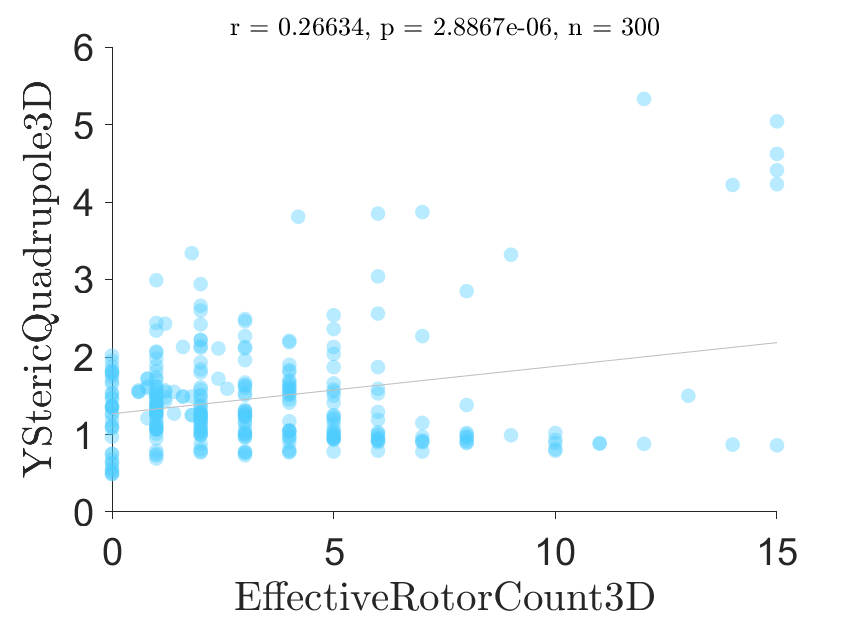 r = 0.26634, p = 2.8867e-06, n = 300
6
5
4
3
2
1
0
YStericQuadrupole3D
0 5 10 15
EffectiveRotorCount3D